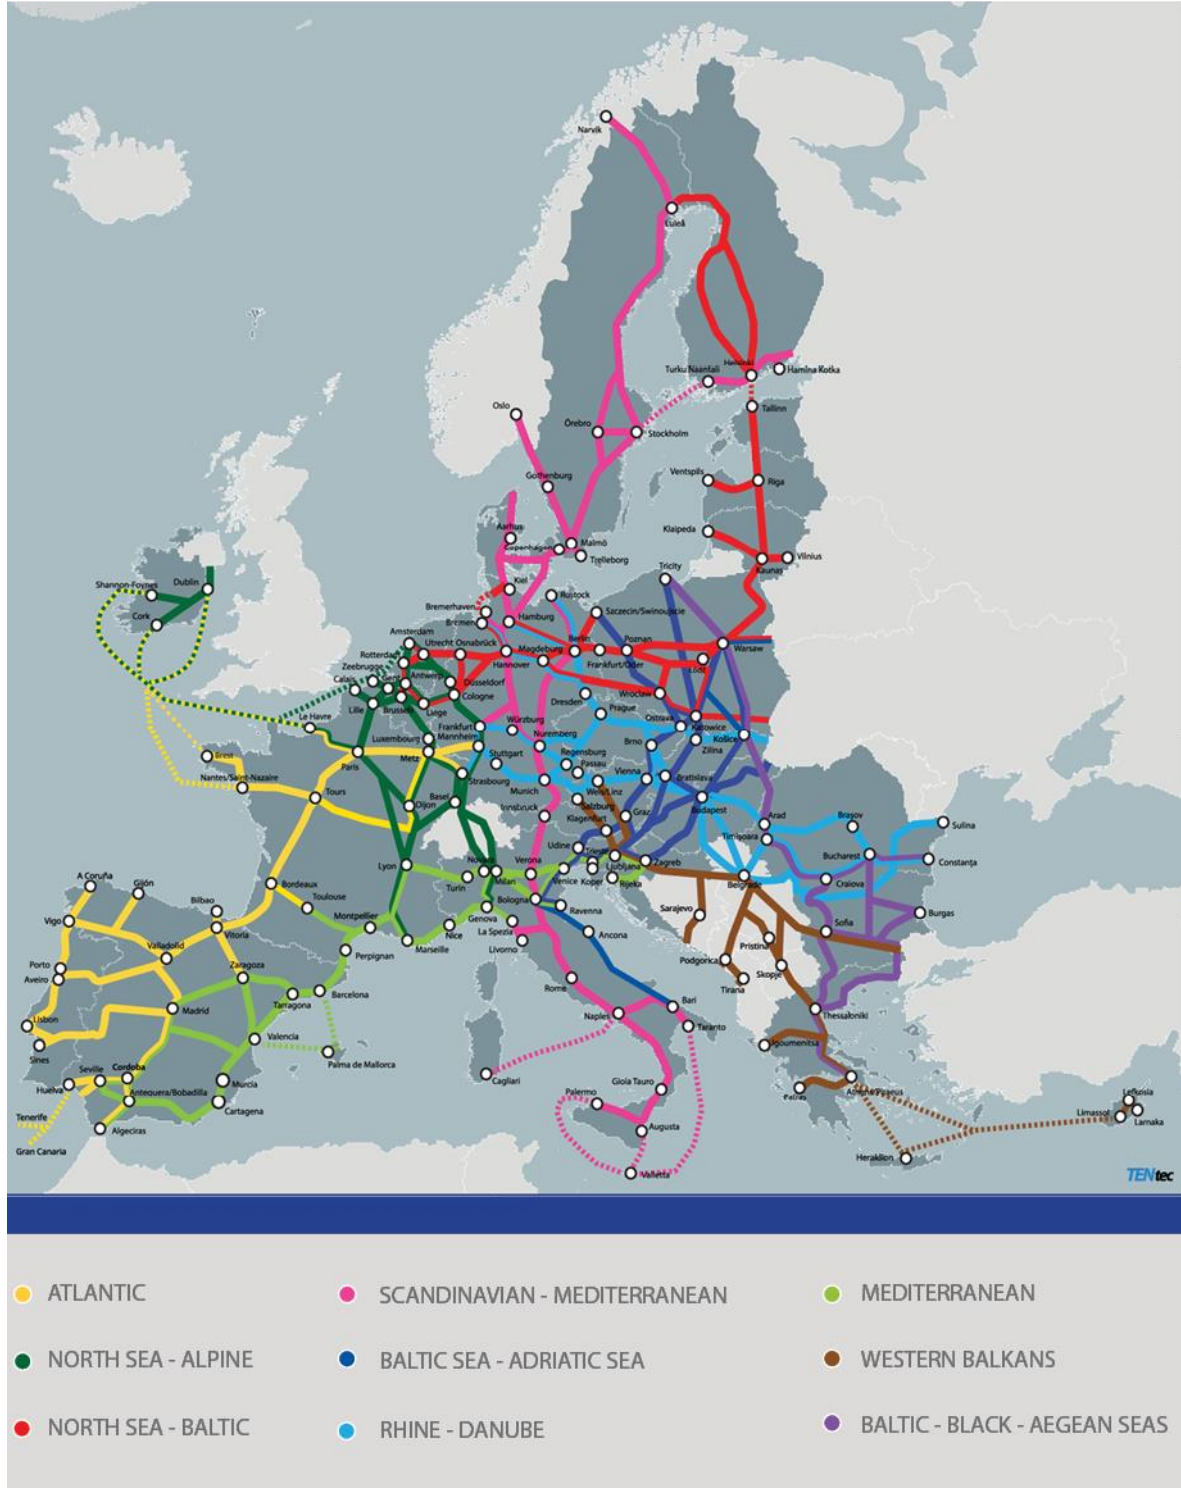 Narvik
Luleå
Helsinki
Turku Naantali
Hamina Kotka
Tallinn
Oslo
Örebro
Stockholm
Gothenburg
Ventspils
Riga
Klaipeda
Aarhus
Copenhagen
Malmö
Trelleborg
Vilnius
Kaunas
Tricity
Shannon-Foynes
Dublin
Kiel
Rostock
Cork
Bremerhaven
Szczecin/Swinoujscie
Bremen
Hamburg
Amsterdam
Utrecht
Osnabrück
Magdeburg
Berlin
Poznan
Warsaw
Rotterdam
Hannover
Frankfurt/Oder
Łódź
Zeebrugge
Calais
Gent
Antwerp
Düsseldorf
Cologne
Wroclaw
Dresden
Lille
Brussels
Liege
Prague
Le Havre
Frankfurt
Würzburg
Ostrava
Katowice
Luxembourg
Mannheim
Nuremberg
Brno
Košice
Zilina
Brest
Paris
Metz
Stuttgart
Regensburg
Passau
Strasbourg
Nantes/Saint-Nazaire
Munich
Vienna
Bratislava
Wels/Linz
Tours
Dijon
Basel
Innsbruck
Salzburg
Graz
Budapest
Klagenfurt
Arad
Brasov
Sulina
Udine
Timișoara
Lyon
Novara
Verona
Trieste
Ljubljana
Zagreb
Bucharest
Constanța
Turin
Milan
Venice
Koper
Rijeka
Belgrade
Craiova
A Coruña
Gijón
Bordeaux
Toulouse
Bologna
Bilbao
Genova
Ravenna
Sarajevo
Burgas
Vigo
Montpellier
La Spezia
Sofia
Vitoria
Nice
Livorno
Ancona
Valladolid
Marseille
Pristina
Perpignan
Porto
Podgorica
Zaragoza
Skopje
Aveiro
Rome
Tirana
Tarragona
Barcelona
Madrid
Bari
Naples
Thessaloniki
Lisbon
Taranto
Valencia
Igoumenitsa
Sines
Palma de Mallorca
Seville
Cordoba
Cagliari
Huelva
Murcia
Gioia Tauro
Antequera/Bobadilla
Palermo
Patras
Lefkosia
Cartagena
Limassol
Larnaka
Tenerife
Algeciras
Augusta
Gran Canaria
Heraklion
Valletta
TENtec
ATLANTIC
SCANDINAVIAN - MEDITERRANEAN
MEDITERRANEAN
NORTH SEA - ALPINE
BALTIC SEA - ADRIATIC SEA
WESTERN BALKANS
NORTH SEA - BALTIC
RHINE - DANUBE
BALTIC - BLACK - AEGEAN SEAS